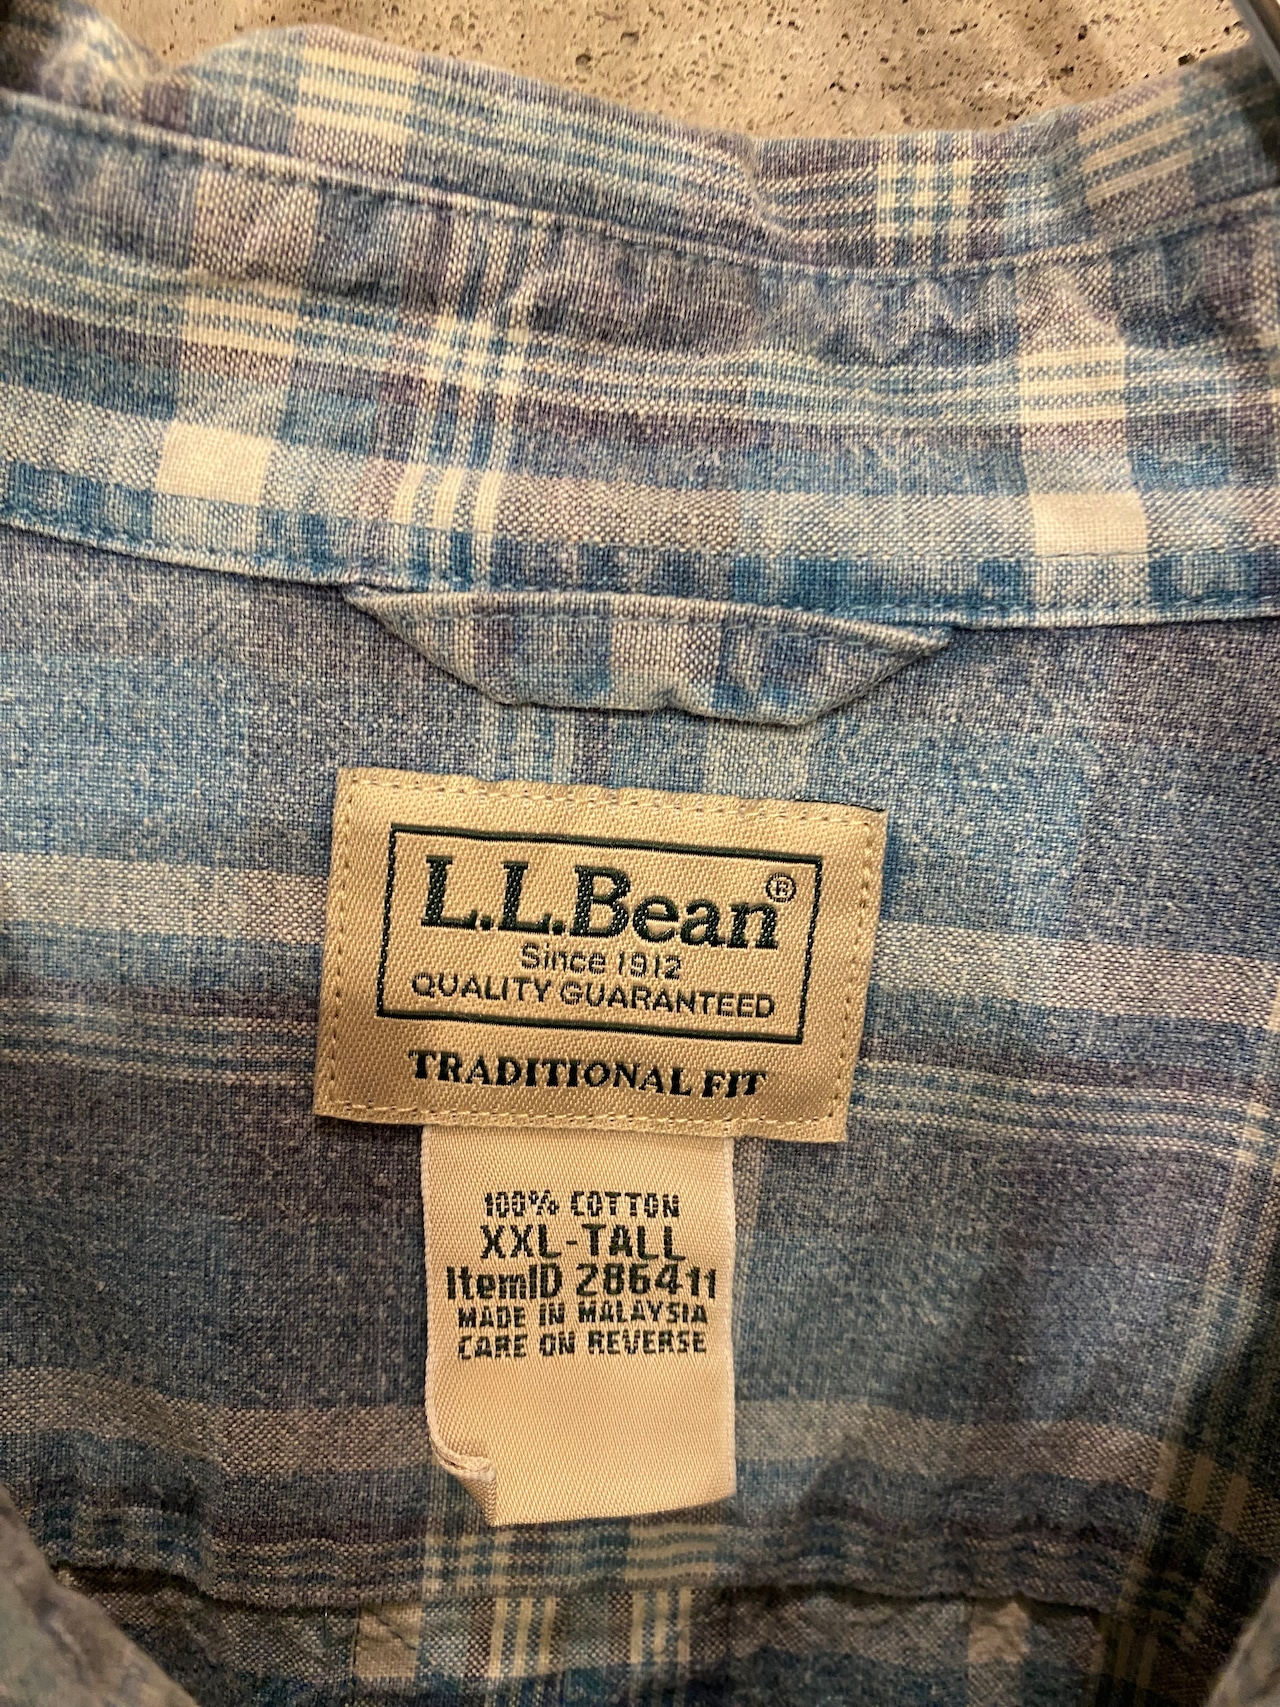 L.L.Bean®
Since 1912
QUALITY GUARANTEED
TRADITIONAL FIT
100% COTTON
XXL-TALL
ItemID 286411
MADE IN MALAYSIA
CARE ON REVERSE